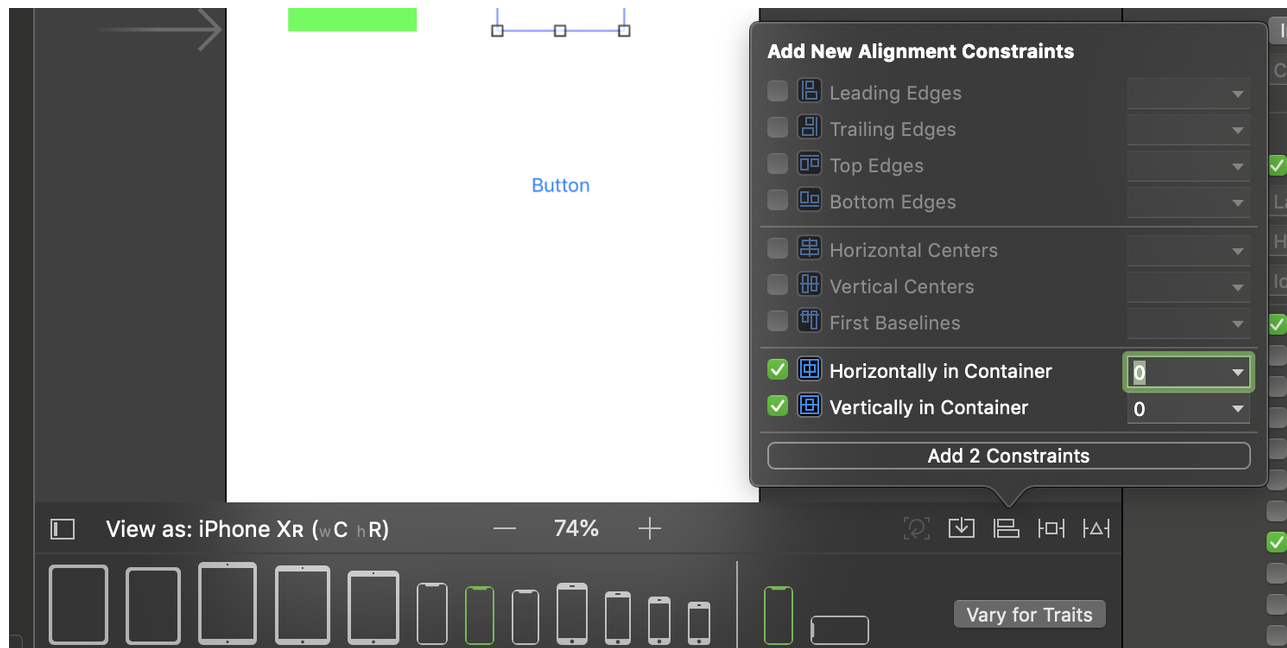 Button
Add New Alignment Constraints
Leading Edges
Trailing Edges
Top Edges
Bottom Edges
Horizontal Centers
Vertical Centers
First Baselines
Horizontally in Container 0
Vertically in Container 0
Add 2 Constraints
View as: iPhone XR (wC hR) — 74% +
Vary for Traits